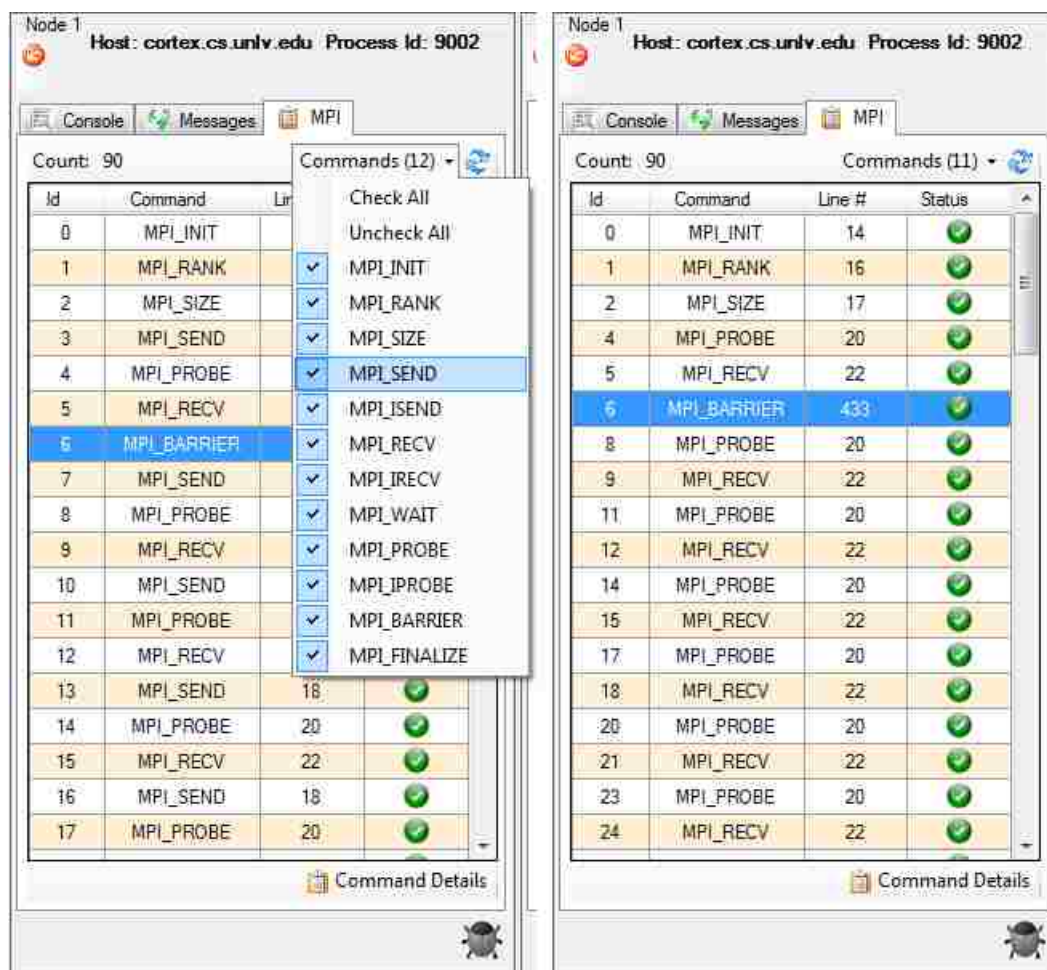 Node 1
Host: cortex.cs.unlv.edu Process Id: 9002
Console Messages MPI
Count: 90 Commands (12)
Id Command Lin
0 MPI_INIT
1 MPI_RANK
2 MPI_SIZE
3 MPI_SEND
4 MPI_PROBE
5 MPI_RECV
6 MPI_BARRIER
7 MPI_SEND
8 MPI_PROBE
9 MPI_RECV
10 MPI_SEND
11 MPI_PROBE
12 MPI_RECV
13 MPI_SEND 18
14 MPI_PROBE 20
15 MPI_RECV 22
16 MPI_SEND 18
17 MPI_PROBE 20
Check All
Uncheck All
MPI_INIT
MPI_RANK
MPI_SIZE
MPI_SEND
MPI_ISEND
MPI_RECV
MPI_IRECV
MPI_WAIT
MPI_PROBE
MPI_IPROBE
MPI_BARRIER
MPI_FINALIZE
Command Details
Node 1
Host: cortex.cs.unlv.edu Process Id: 9002
Console Messages MPI
Count: 90 Commands (11)
Id Command Line # Status
0 MPI_INIT 14
1 MPI_RANK 16
2 MPI_SIZE 17
4 MPI_PROBE 20
5 MPI_RECV 22
6 MPI_BARRIER 433
8 MPI_PROBE 20
9 MPI_RECV 22
11 MPI_PROBE 20
12 MPI_RECV 22
14 MPI_PROBE 20
15 MPI_RECV 22
17 MPI_PROBE 20
18 MPI_RECV 22
20 MPI_PROBE 20
21 MPI_RECV 22
23 MPI_PROBE 20
24 MPI_RECV 22
Command Details